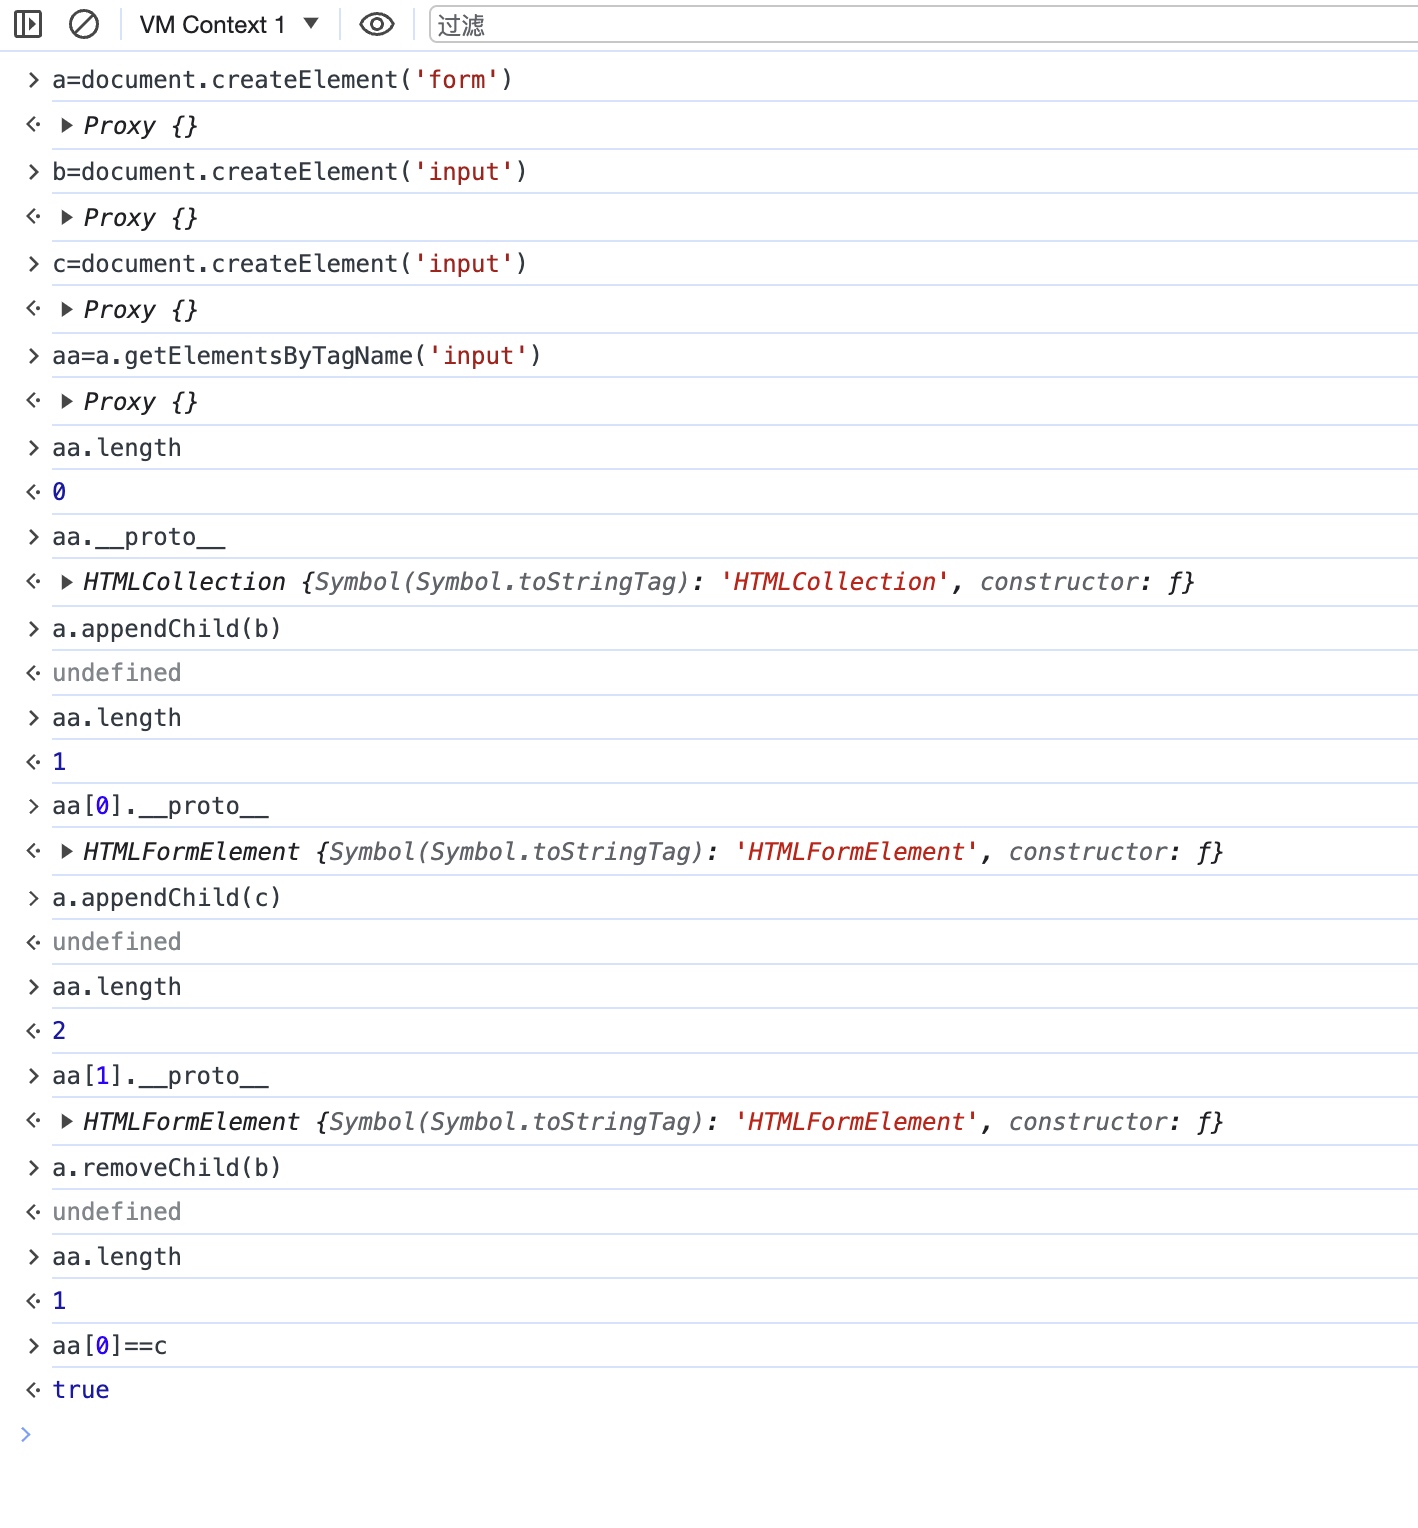 VM Context 1
过滤
a=document.createElement('form')
Proxy {}
b=document.createElement('input')
Proxy {}
c=document.createElement('input')
Proxy {}
aa=a.getElementsByTagName('input')
Proxy {}
aa.length
0
aa.__proto__
HTMLCollection {Symbol(Symbol.toStringTag): 'HTMLCollection', constructor: ƒ}
a.appendChild(b)
undefined
aa.length
1
aa[0].__proto__
HTMLFormElement {Symbol(Symbol.toStringTag): 'HTMLFormElement', constructor: ƒ}
a.appendChild(c)
undefined
aa.length
2
aa[1].__proto__
HTMLFormElement {Symbol(Symbol.toStringTag): 'HTMLFormElement', constructor: ƒ}
a.removeChild(b)
undefined
aa.length
1
aa[0]==c
true